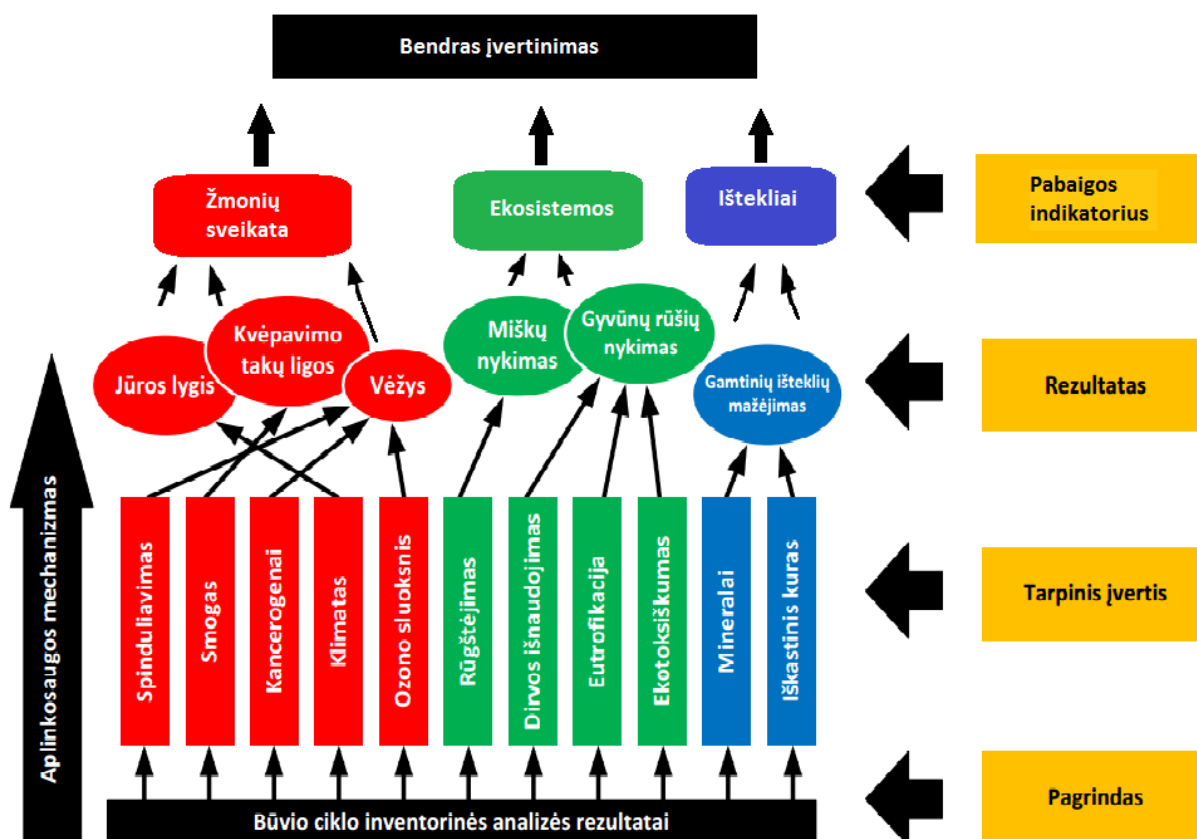 Bendras įvertinimas
Žmonių
sveikata
Ekosistemos
Ištekliai
Pabaigos
indikatorius
Jūros lygis
Kvėpavimo
takų ligos
Vėžys
Miškų
nykimas
Gyvūnų rūšių
nykimas
Gamtinių išteklių
mažėjimas
Rezultatas
Aplinkosaugos mechanizmas
Spinduliavimas
Smogas
Kancerogenai
Klimatas
Ozono sluoksnis
Rūgštėjimas
Dirvos išnaudojimas
Eutrofikacija
Ekotoksiškumas
Mineralai
Iškastinis kuras
Tarpinis įvertis
Būvio ciklo inventorinės analizės rezultatai
Pagrindas